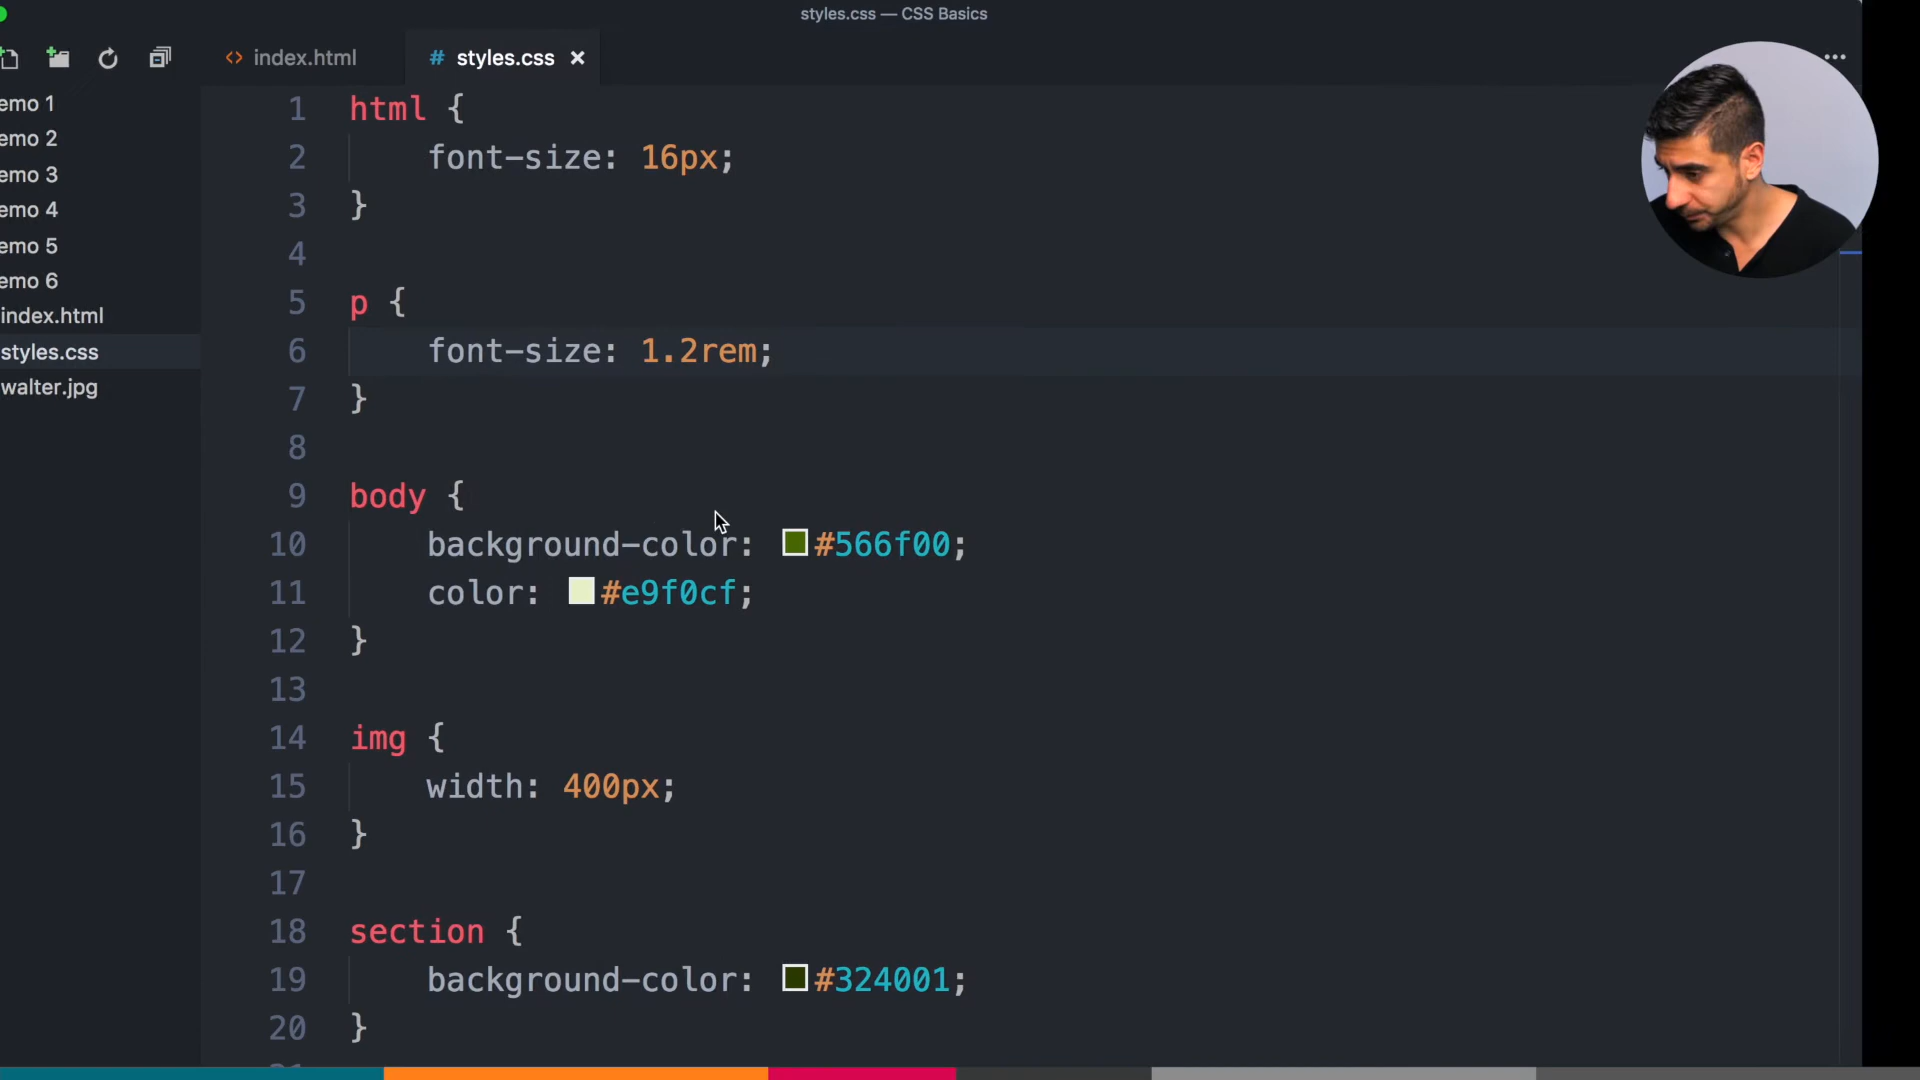 styles.css — CSS Basics
index.html
# styles.css
emo 1
emo 2
emo 3
emo 4
emo 5
emo 6
index.html
styles.css
walter.jpg
1 html {
2 font-size: 16px;
3 }
4
5 p {
6 font-size: 1.2rem;
7 }
8
9 body {
10 background-color: #566f00;
11 color: #e9f0cf;
12 }
13
14 img {
15 width: 400px;
16 }
17
18 section {
19 background-color: #324001;
20 }